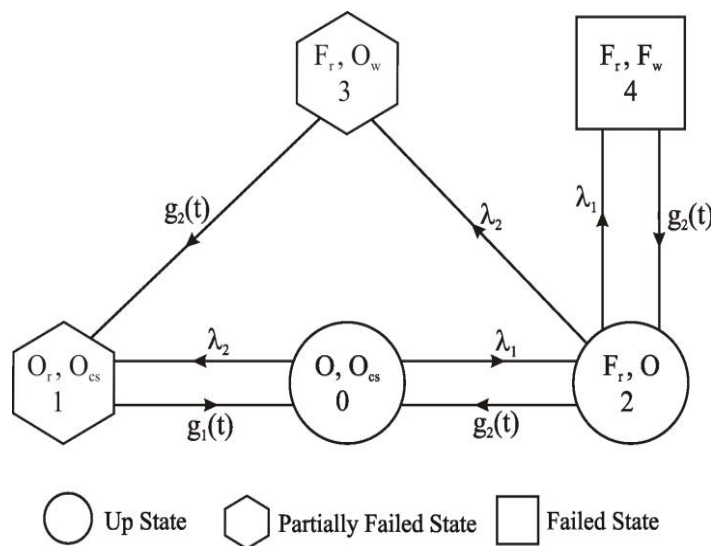 F_r, O_w
3
F_r, F_w
4
g_2(t)
λ_2
λ_1
g_2(t)
O_r, O_cs
1
λ_2
g_1(t)
O, O_cs
0
λ_1
g_2(t)
F_r, O
2
Up State
Partially Failed State
Failed State